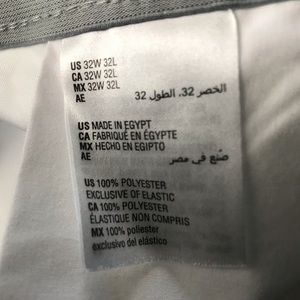 US 32W 32L
CA 32W 32L
MX 32W 32L
AE الخصر 32، الطول 32
US MADE IN EGYPT
CA FABRIQUÉ EN ÉGYPTE
MX HECHO EN EGIPTO
AE صنع في مصر
US 100% POLYESTER
EXCLUSIVE OF ELASTIC
CA 100% POLYESTER
ÉLASTIQUE NON COMPRIS
MX 100% poliester
exclusivo del elástico